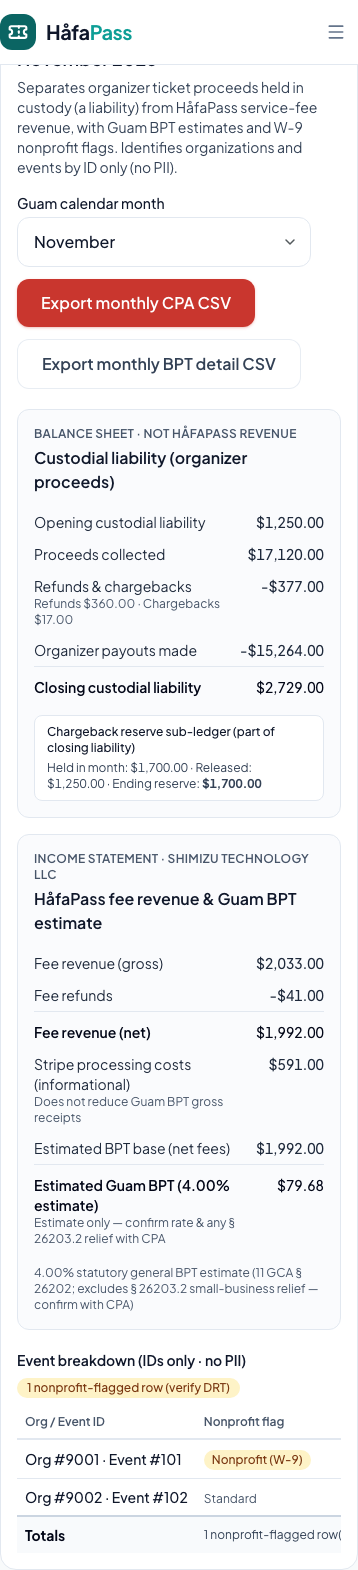 HåfaPass
November 2026
Separates organizer ticket proceeds held in
custody (a liability) from HåfaPass service-fee
revenue, with Guam BPT estimates and W-9
nonprofit flags. Identifies organizations and
events by ID only (no PII).
Guam calendar month
November
Export monthly CPA CSV
Export monthly BPT detail CSV
BALANCE SHEET · NOT HÅFAPASS REVENUE
Custodial liability (organizer
proceeds)
Opening custodial liability $1,250.00
Proceeds collected $17,120.00
Refunds & chargebacks -$377.00
Refunds $360.00 · Chargebacks
$17.00
Organizer payouts made -$15,264.00
Closing custodial liability $2,729.00
Chargeback reserve sub-ledger (part of
closing liability)
Held in month: $1,700.00 · Released:
$1,250.00 · Ending reserve: $1,700.00
INCOME STATEMENT · SHIMIZU TECHNOLOGY
LLC
HåfaPass fee revenue & Guam BPT
estimate
Fee revenue (gross) $2,033.00
Fee refunds -$41.00
Fee revenue (net) $1,992.00
Stripe processing costs $591.00
(informational)
Does not reduce Guam BPT gross
receipts
Estimated BPT base (net fees) $1,992.00
Estimated Guam BPT (4.00% $79.68
estimate)
Estimate only — confirm rate & any §
26203.2 relief with CPA
4.00% statutory general BPT estimate (11 GCA §
26202; excludes § 26203.2 small-business relief —
confirm with CPA)
Event breakdown (IDs only · no PII)
1 nonprofit-flagged row (verify DRT)
Org / Event ID Nonprofit flag
Org #9001 · Event #101 Nonprofit (W-9)
Org #9002 · Event #102 Standard
Totals 1 nonprofit-flagged row(